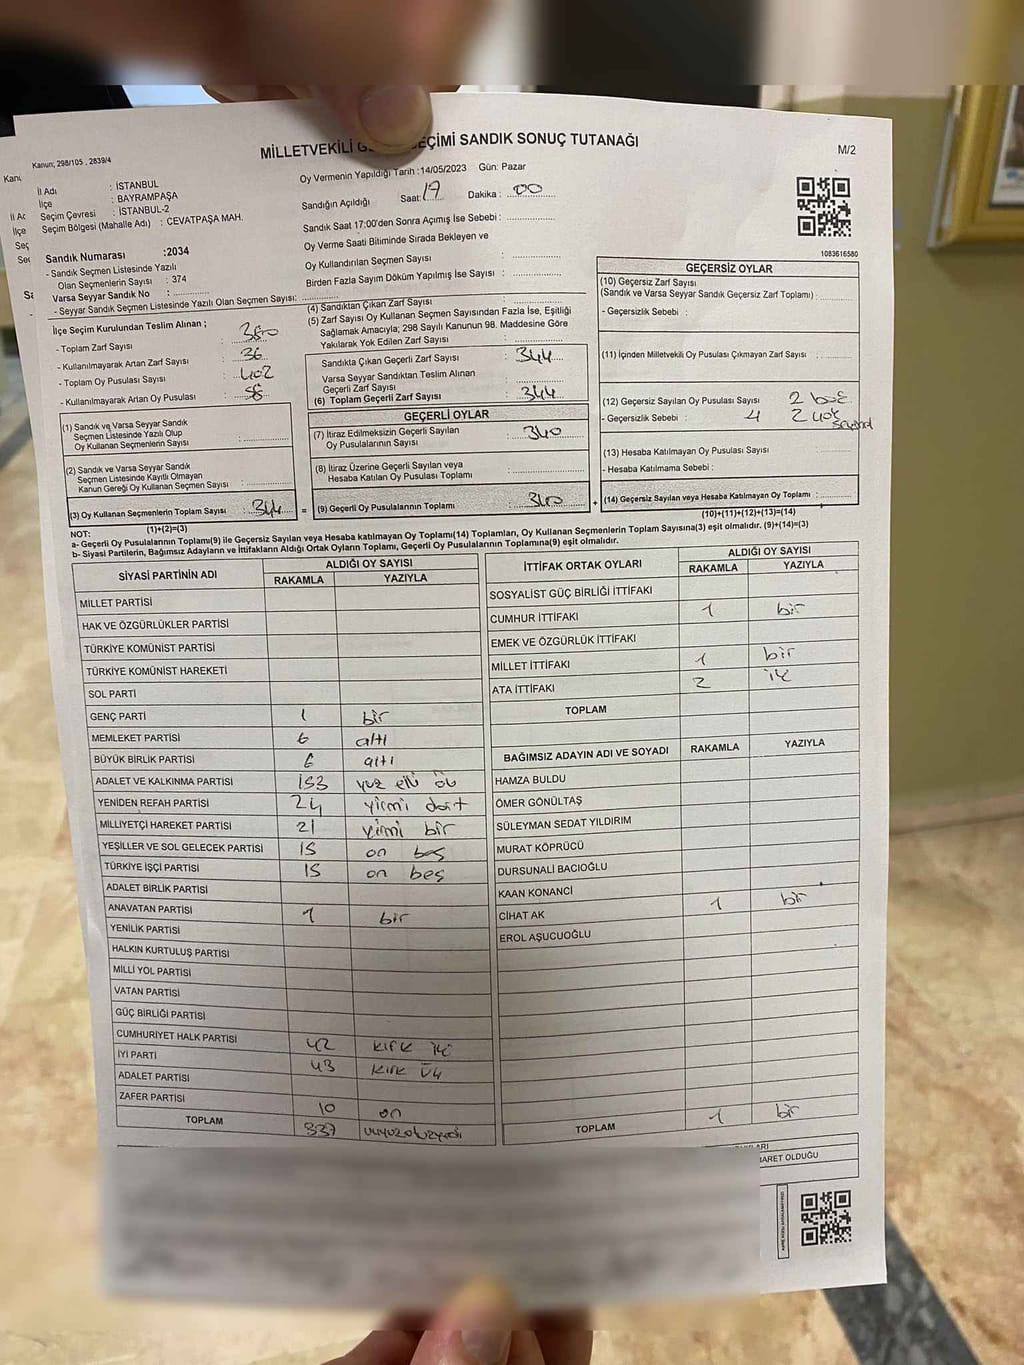 MİLLETVEKİLİ G EÇİMİ SANDIK SONUÇ TUTANAĞI
M/2
Kanun; 298/105 , 2839/4
Oy Vermenin Yapıldığı Tarih :14/05/2023 Gün: Pazar
İl Adı : İSTANBUL
İlçe : BAYRAMPAŞA
Seçim Çevresi : İSTANBUL-2
Seçim Bölgesi (Mahalle Adı) : CEVATPAŞA MAH.
Sandık Numarası :2034
- Sandık Seçmen Listesinde Yazılı
Olan Seçmenlerin Sayısı : 374
Varsa Seyyar Sandık No :
- Seyyar Sandık Seçmen Listesinde Yazılı Olan Seçmen Sayısı:
Sandığın Açıldığı Saat: 17 Dakika : 00
Sandık Saat 17:00'den Sonra Açımış İse Sebebi :
Oy Verme Saati Bitiminde Sırada Bekleyen ve
Oy Kullandırılan Seçmen Sayısı :
Birden Fazla Sayım Döküm Yapılmış İse Sayısı :
1083616580
İlçe Seçim Kurulundan Teslim Alınan ;
- Toplam Zarf Sayısı : 380
- Kullanılmayarak Artan Zarf Sayısı : 36
- Toplam Oy Pusulası Sayısı : 402
- Kullanılmayarak Artan Oy Pusulası : 58
(1) Sandık ve Varsa Seyyar Sandık
Seçmen Listesinde Yazılı Olup
Oy Kullanan Seçmenlerin Sayısı :
(2) Sandık ve Varsa Seyyar Sandık
Seçmen Listesinde Kayıtlı Olmayan
Kanun Gereği Oy Kullanan Seçmen Sayısı :
(3) Oy Kullanan Seçmenlerin Toplam Sayısı : 344
(1)+(2)=(3)
(4) Sandıktan Çıkan Zarf Sayısı :
(5) Zarf Sayısı Oy Kullanan Seçmen Sayısından Fazla İse, Eşitliği
Sağlamak Amacıyla; 298 Sayılı Kanunun 98. Maddesine Göre
Yakılarak Yok Edilen Zarf Sayısı :
Sandıkta Çıkan Geçerli Zarf Sayısı : 344
Varsa Seyyar Sandıktan Teslim Alınan
Geçerli Zarf Sayısı :
(6) Toplam Geçerli Zarf Sayısı : 344
GEÇERLİ OYLAR
(7) İtiraz Edilmeksizin Geçerli Sayılan
Oy Pusulalarının Sayısı : 340
(8) İtiraz Üzerine Geçerli Sayılan veya
Hesaba Katılan Oy Pusulası Toplamı :
= (9) Geçerli Oy Pusulalarının Toplamı : 340 +
GEÇERSİZ OYLAR
(10) Geçersiz Zarf Sayısı
(Sandık ve Varsa Seyyar Sandık Geçersiz Zarf Toplamı) :
- Geçersizlik Sebebi :
(11) İçinden Milletvekili Oy Pusulası Çıkmayan Zarf Sayısı :
(12) Geçersiz Sayılan Oy Pusulası Sayısı : 2 boş
- Geçersizlik Sebebi : 4 2 çok
(13) Hesaba Katılmayan Oy Pusulası Sayısı
- Hesaba Katılmama Sebebi :
(14) Geçersiz Sayılan veya Hesaba Katılmayan Oy Toplamı :
(10)+(11)+(12)+(13)=(14)
NOT:
a- Geçerli Oy Pusulalarının Toplamı(9) ile Geçersiz Sayılan veya Hesaba katılmayan Oy Toplamı(14) Toplamları, Oy Kullanan Seçmenlerin Toplam Sayısına(3) eşit olmalıdır. (9)+(14)=(3)
b- Siyasi Partilerin, Bağımsız Adayların ve İttifakların Aldığı Ortak Oyların Toplamı, Geçerli Oy Pusulalarının Toplamına(9) eşit olmalıdır.
SİYASİ PARTİNİN ADI ALDIĞI OY SAYISI
RAKAMLA YAZIYLA
MİLLET PARTİSİ
HAK VE ÖZGÜRLÜKLER PARTİSİ
TÜRKİYE KOMÜNİST PARTİSİ
TÜRKİYE KOMÜNİST HAREKETİ
SOL PARTİ
GENÇ PARTİ 1 bir
MEMLEKET PARTİSİ 6 altı
BÜYÜK BİRLİK PARTİSİ 6 altı
ADALET VE KALKINMA PARTİSİ 153 yüz elli üç
YENİDEN REFAH PARTİSİ 24 yirmi dört
MİLLİYETÇİ HAREKET PARTİSİ 21 yirmi bir
YEŞİLLER VE SOL GELECEK PARTİSİ 15 on beş
TÜRKİYE İŞÇİ PARTİSİ 15 on beş
ADALET BİRLİK PARTİSİ
ANAVATAN PARTİSİ 1 bir
YENİLİK PARTİSİ
HALKIN KURTULUŞ PARTİSİ
MİLLİ YOL PARTİSİ
VATAN PARTİSİ
GÜÇ BİRLİĞİ PARTİSİ
CUMHURİYET HALK PARTİSİ 42 kırk iki
İYİ PARTİ 43 kırk üç
ADALET PARTİSİ
ZAFER PARTİSİ 10 on
TOPLAM 337
İTTİFAK ORTAK OYLARI ALDIĞI OY SAYISI
RAKAMLA YAZIYLA
SOSYALİST GÜÇ BİRLİĞİ İTTİFAKI
CUMHUR İTTİFAKI 1 bir
EMEK VE ÖZGÜRLÜK İTTİFAKI
MİLLET İTTİFAKI 1 bir
ATA İTTİFAKI 2 iki
TOPLAM
BAĞIMSIZ ADAYIN ADI VE SOYADI RAKAMLA YAZIYLA
HAMZA BULDU
ÖMER GÖNÜLTAŞ
SÜLEYMAN SEDAT YILDIRIM
MURAT KÖPRÜCÜ
DURSUNALİ BACIOĞLU
KAAN KONANCI
CİHAT AK 1 bir
EROL AŞUCUOĞLU
TOPLAM 1 bir
ARET OLDUĞU